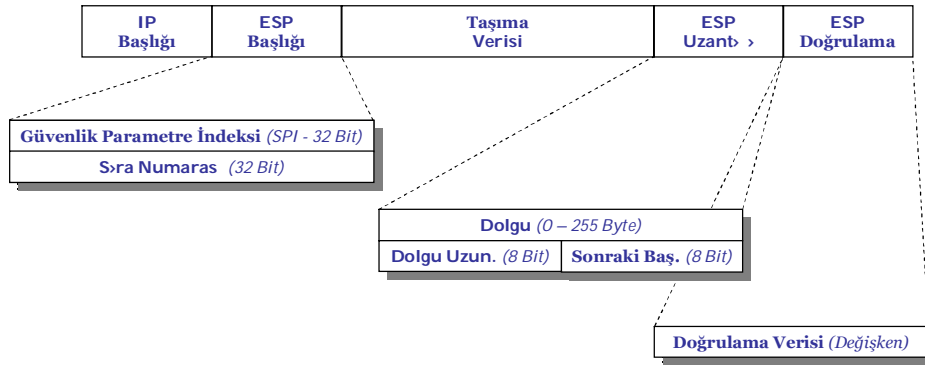 IP Başlığı
ESP Başlığı
Taşıma Verisi
ESP Uzant› ›
ESP Doğrulama
Güvenlik Parametre İndeksi (SPI - 32 Bit)
S›ra Numaras (32 Bit)
Dolgu (0 – 255 Byte)
Dolgu Uzun. (8 Bit)
Sonraki Baş. (8 Bit)
Doğrulama Verisi (Değişken)